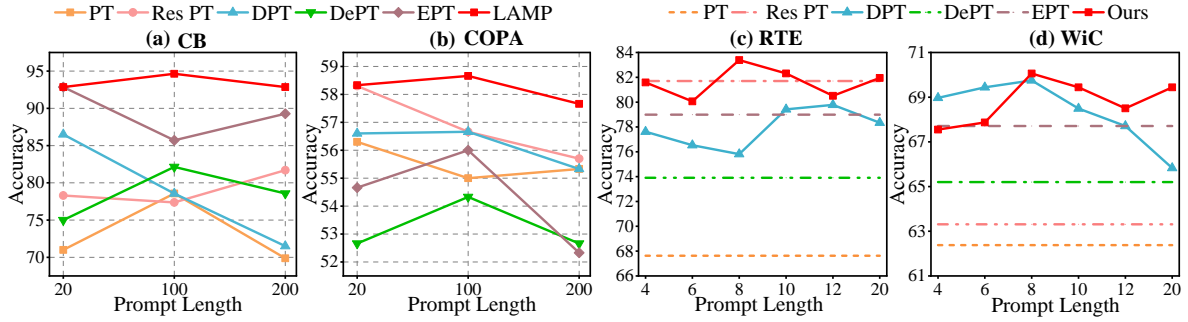 PT Res PT DPT DePT EPT LAMP
PT Res PT DPT DePT EPT Ours
(a) CB
Accuracy
95
90
85
80
75
70
20 100 200
Prompt Length
(b) COPA
Accuracy
59
58
57
56
55
54
53
52
20 100 200
Prompt Length
(c) RTE
Accuracy
84
82
80
78
76
74
72
70
68
66
4 6 8 10 12 20
Prompt Length
(d) WiC
Accuracy
71
69
67
65
63
61
4 6 8 10 12 20
Prompt Length